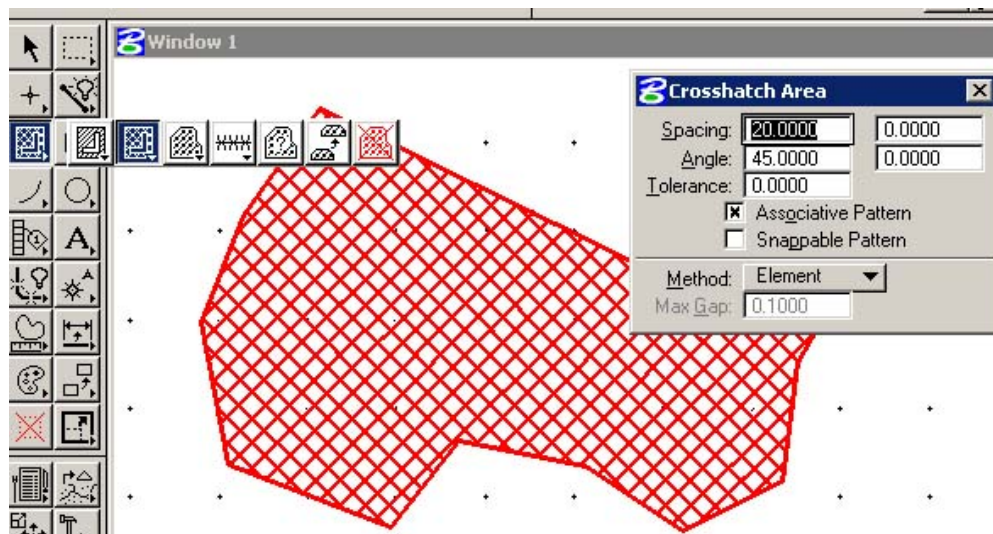 Window 1
Crosshatch Area
Spacing: 20.0000 0.0000
Angle: 45.0000 0.0000
Tolerance: 0.0000
Associative Pattern
Snappable Pattern
Method: Element
Max Gap: 0.1000
A